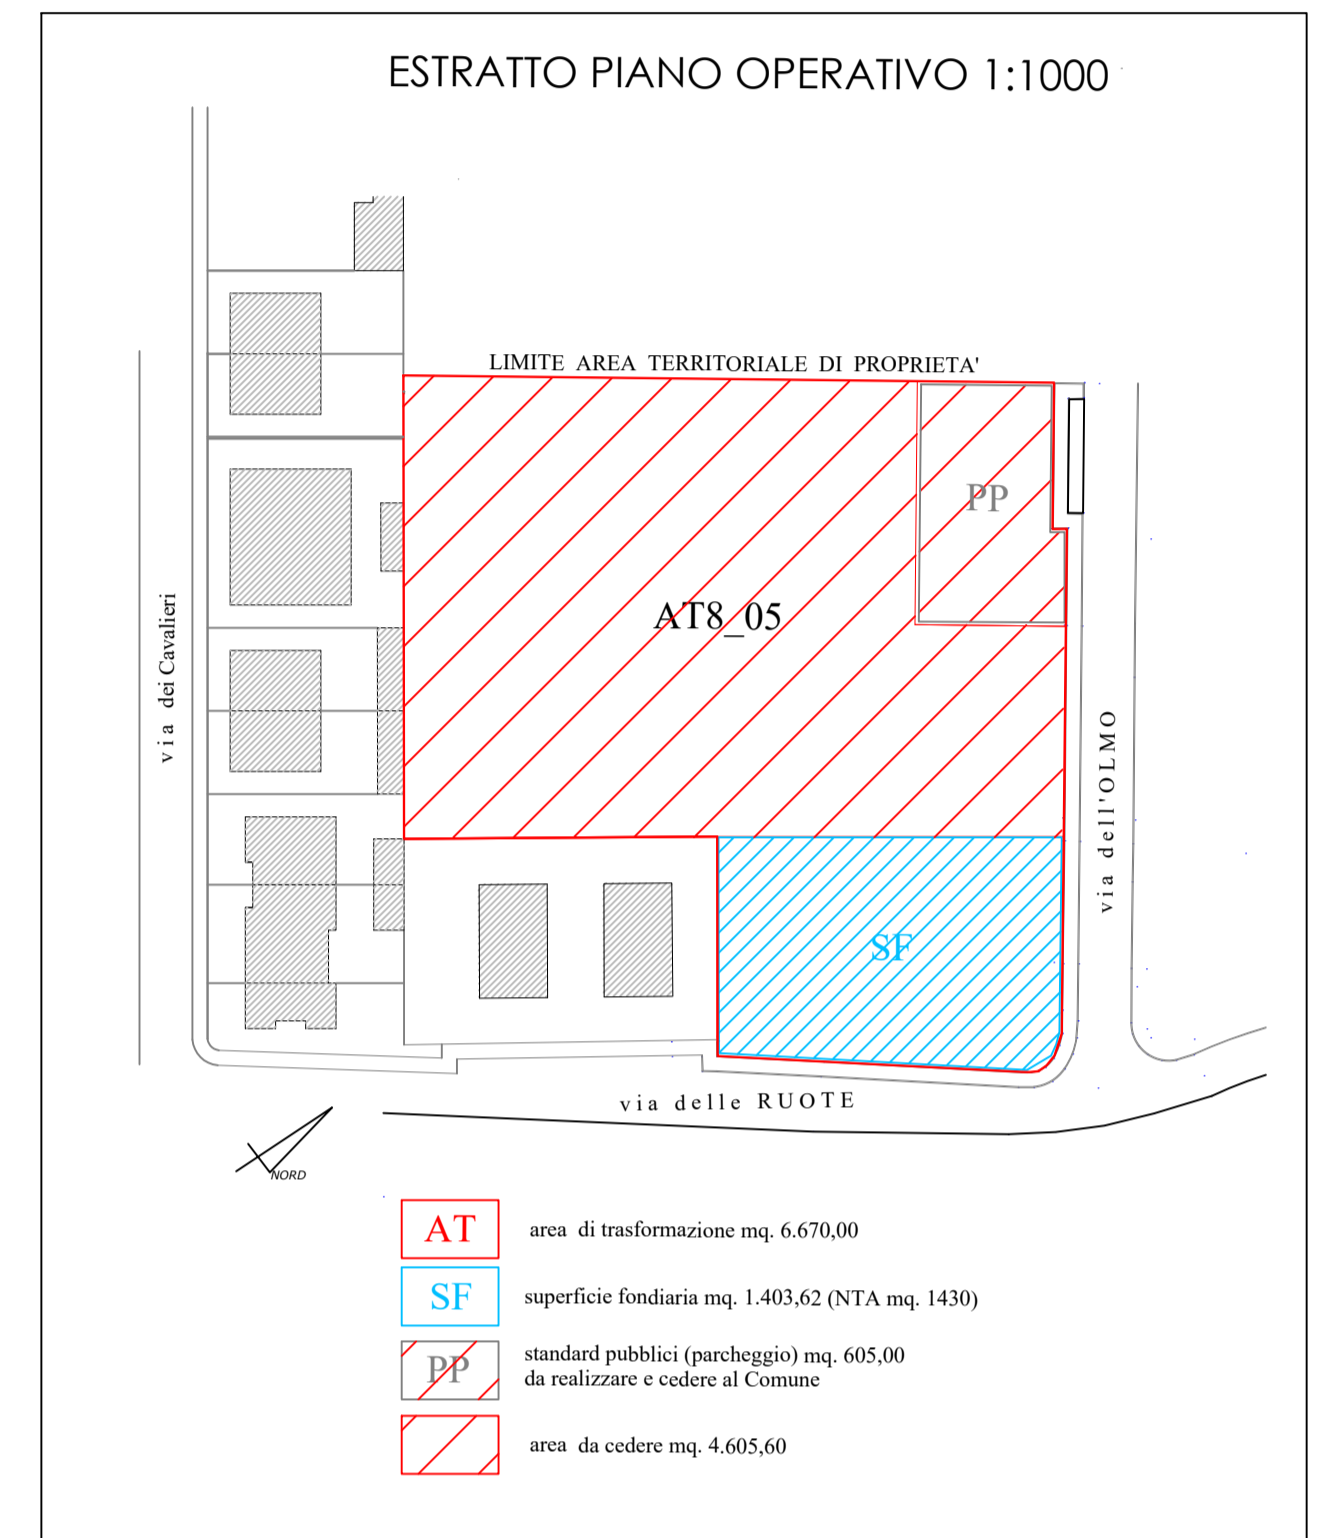 ESTRATTO PIANO OPERATIVO 1:1000
LIMITE AREA TERRITORIALE DI PROPRIETA'
PP
AT8_05
via dei Cavalieri
via dell'OLMO
SF
via delle RUOTE
NORD
AT area di trasformazione mq. 6.670,00
SF superficie fondiaria mq. 1.403,62 (NTA mq. 1430)
PP standard pubblici (parcheggio) mq. 605,00
da realizzare e cedere al Comune
area da cedere mq. 4.605,60